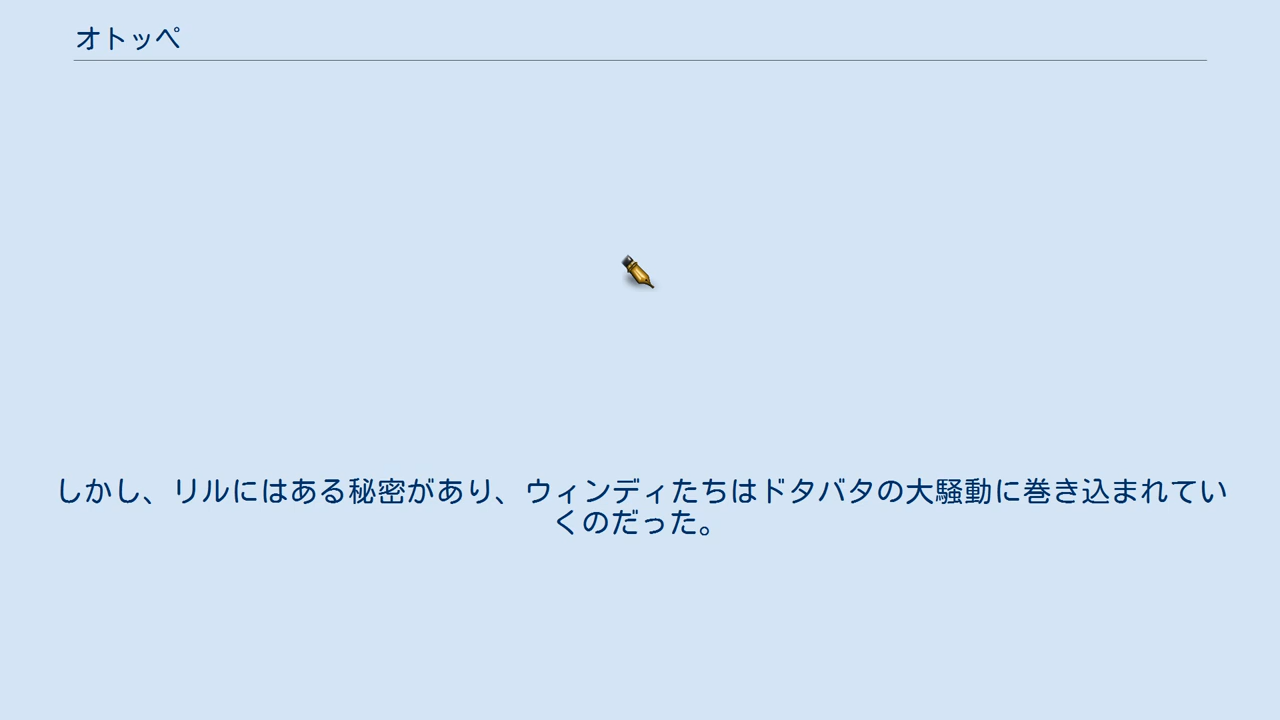 オトッペ
しかし、リルにはある秘密があり、ウィンディたちはドタバタの大騒動に巻き込まれてい
くのだった。